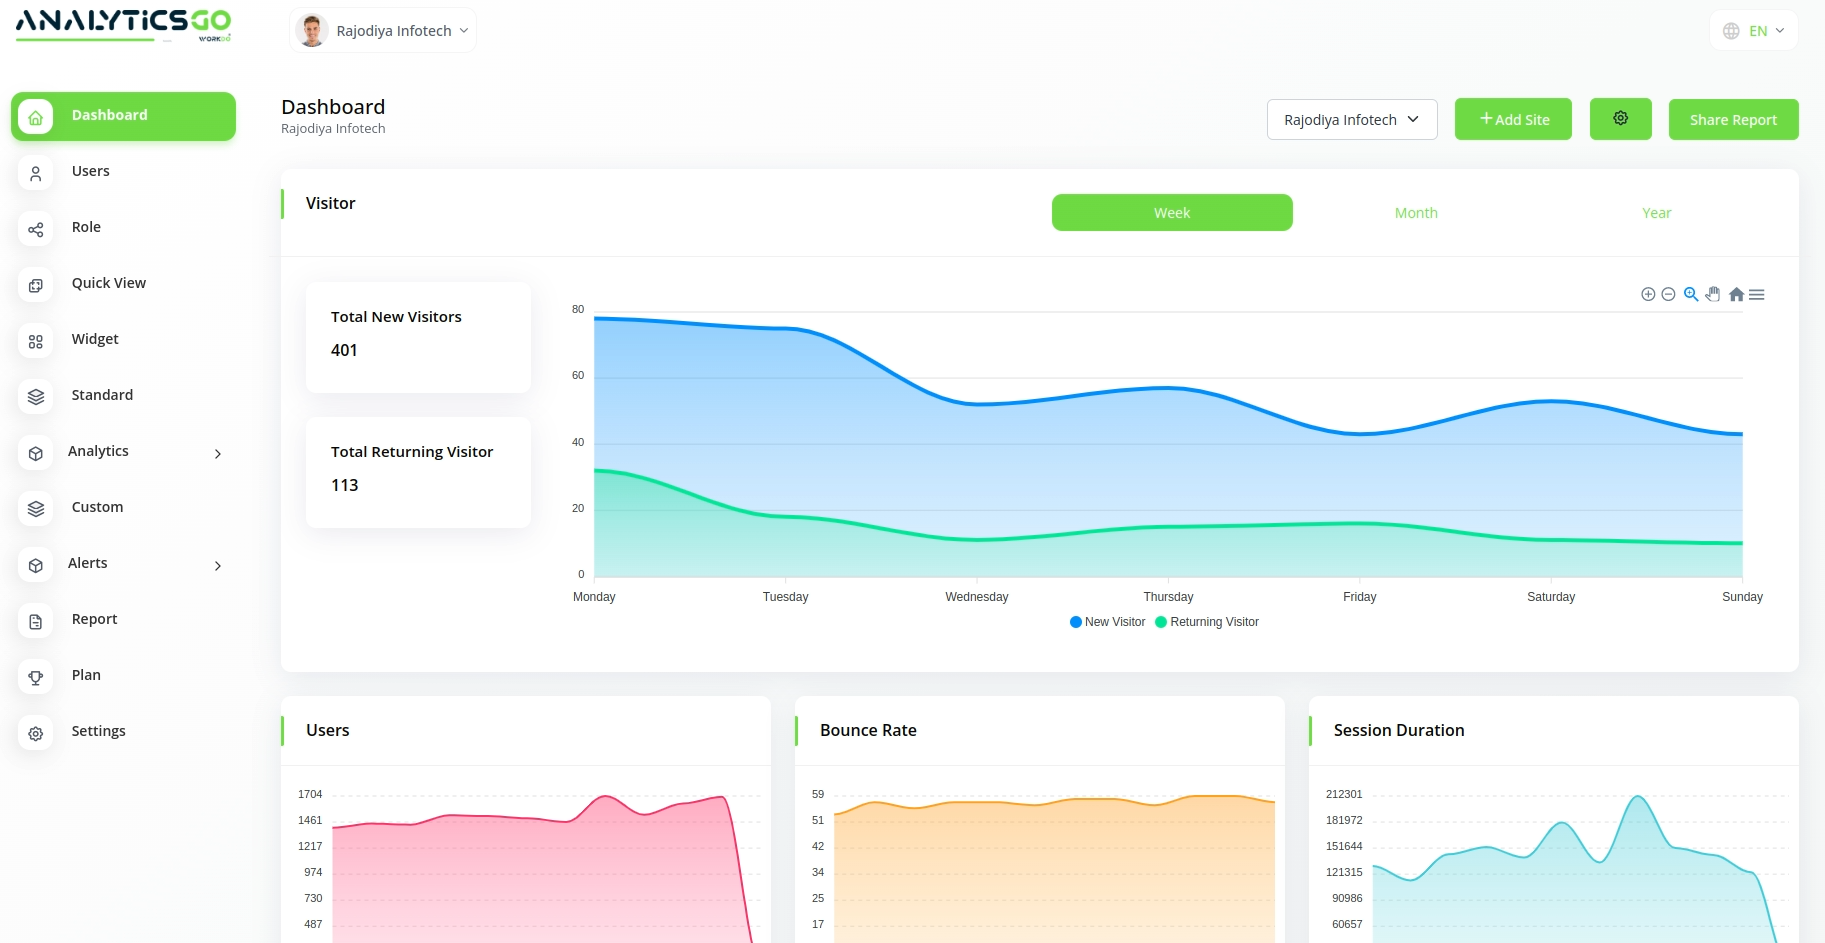 ANALYTiCSGO
WORKDO
Rajodiya Infotech
EN
Dashboard
Users
Role
Quick View
Widget
Standard
Analytics
Custom
Alerts
Report
Plan
Settings
Dashboard
Rajodiya Infotech
Rajodiya Infotech
+ Add Site
Share Report
Visitor
Week Month Year
Total New Visitors
401
Total Returning Visitor
113
80
60
40
20
0
Monday Tuesday Wednesday Thursday Friday Saturday Sunday
New Visitor Returning Visitor
Users
1704
1461
1217
974
730
487
Bounce Rate
59
51
42
34
25
17
Session Duration
212301
181972
151644
121315
90986
60657